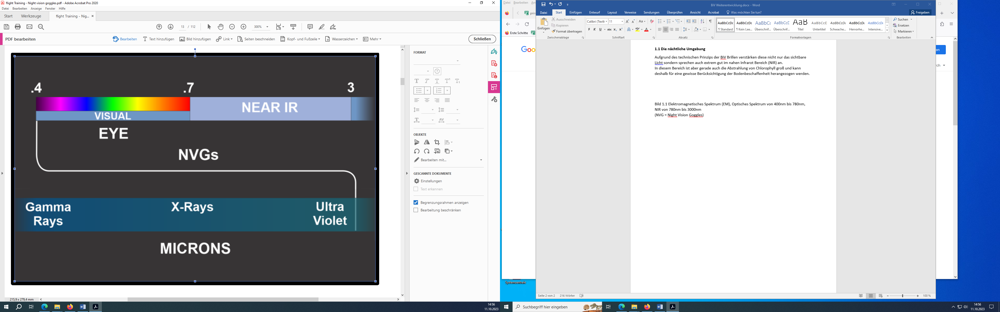 flight Training - Night vision goggles.pdf - Adobe Acrobat Pro 2020
Datei Bearbeiten Anzeige Fenster Hilfe
Start Werkzeuge flight Training - Nig... ×
13 / 112 300%
PDF bearbeiten Bearbeiten Text hinzufügen Bild hinzufügen Link Seiten beschneiden Kopf- und Fußzeile Wasserzeichen Mehr Schließen
.4 .7 3
NEAR IR
VISUAL
EYE
NVGs
Gamma Rays
X-Rays
Ultra Violet
MICRONS
215,9 x 279,4 mm
FORMAT
OBJEKTE
Bearbeiten mit...
GESCANNTE DOKUMENTE
Einstellungen
Text erkennen
Begrenzungsrahmen anzeigen
Bearbeitung beschränken
14:56
11.10.2023
Datei Bearbeiten An
prin
Erste Schritte
Goo
en
rch
Systemzentrale
BiV Weiterentwicklung.docx - Word
Datei Start Einfügen Entwurf Layout Verweise Sendungen Überprüfen Ansicht Acrobat Was möchten Sie tun? Freigeben
Einfügen
Ausschneiden
Kopieren
Format übertragen
Zwischenablage
Calibri (Textk 11
F K U abc x₂ x²
Schriftart
Absatz
AaBbCcDc AaBbCcDc AaBbCc AaBbCcC AaB AaBbCcD AaBbCcDc AaBbCcDc AaBbCcDc
¶ Standard ¶ Kein Lee... Überschrif... Überschrif... Titel Untertitel Schwache... Hervorhe... Intensive...
Formatvorlagen
Suchen
Ersetzen
Markieren
Bearbeiten
1.1 Die nächtliche Umgebung
Aufgrund des technischen Prinzips der BiV Brillen verstärken diese nicht nur das sichtbare
Licht sondern sprechen auch extrem gut im nahen Infrarot Bereich (NIR) an.
In diesem Bereich ist aber gerade auch die Abstrahlung von Chlorophyll groß und kann
deshalb für eine gewisse Berücksichtigung der Bodenbeschaffenheit herangezogen werden.
Bild 1.1 Elektromagnetisches Spektrum (EM), Optisches Spektrum von 400nm bis 780nm,
NIR von 780nm bis 3000nm
(NVG = Night Vision Goggles)
Seite 2 von 2 216 Wörter 100 %
Suchbegriff hier eingeben
14:56
11.10.2023